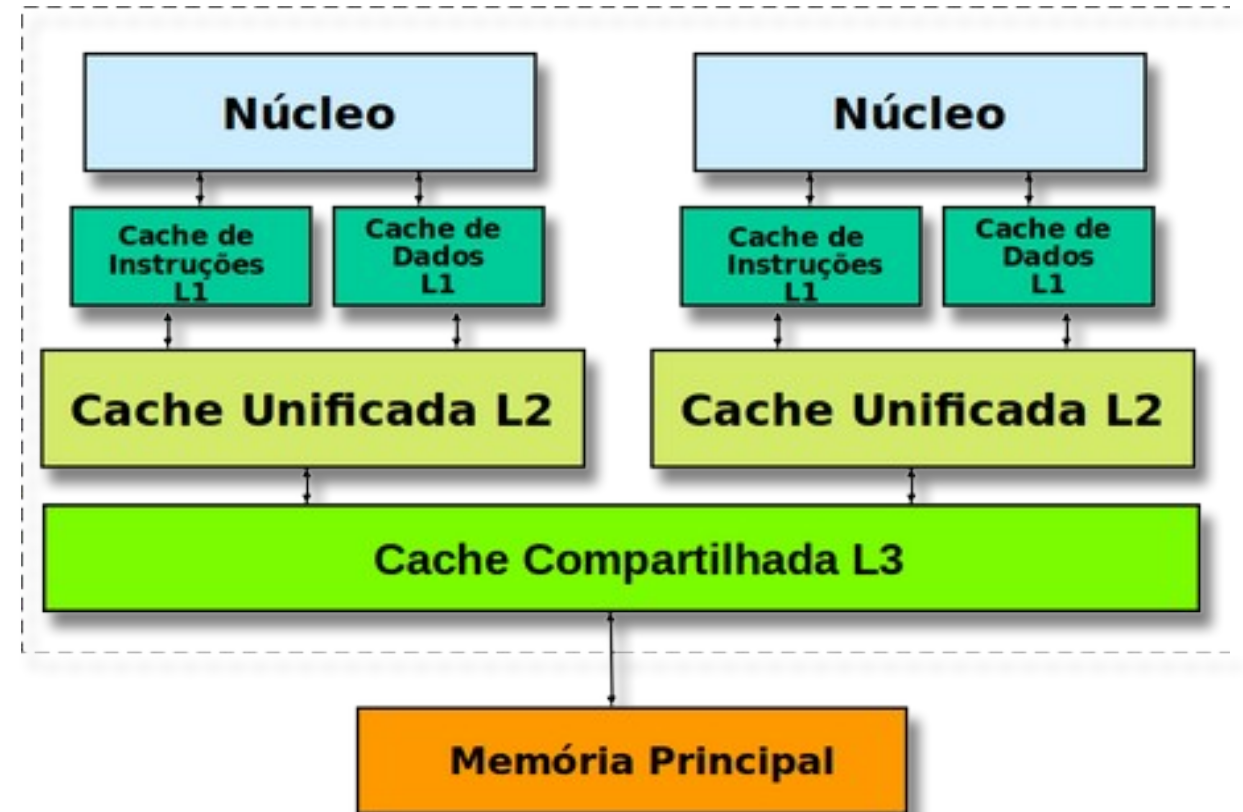 Núcleo
Núcleo
Cache de
Instruções
L1
Cache de
Dados
L1
Cache de
Instruções
L1
Cache de
Dados
L1
Cache Unificada L2
Cache Unificada L2
Cache Compartilhada L3
Memória Principal